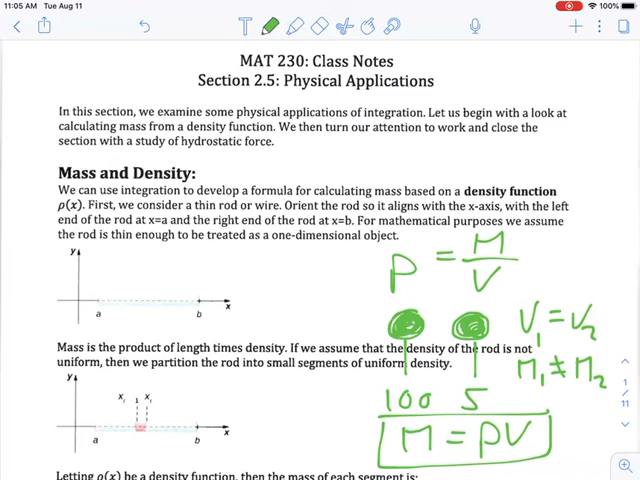 11:05 AM Tue Aug 11
100%
MAT 230: Class Notes
Section 2.5: Physical Applications
In this section, we examine some physical applications of integration. Let us begin with a look at
calculating mass from a density function. We then turn our attention to work and close the
section with a study of hydrostatic force.
Mass and Density:
We can use integration to develop a formula for calculating mass based on a density function
ρ(x). First, we consider a thin rod or wire. Orient the rod so it aligns with the x-axis, with the left
end of the rod at x=a and the right end of the rod at x=b. For mathematical purposes we assume
the rod is thin enough to be treated as a one-dimensional object.
y
a b x
ρ = M/V
V₁ = V₂
Mass is the product of length times density. If we assume that the density of the rod is not
uniform, then we partition the rod into small segments of uniform density.
M₁ ≠ M₂
y
xᵢ 1 xᵢ
a b x
100 5
M = ρV
1
11
Letting ρ(x) be a density function, then the mass of each segment is: